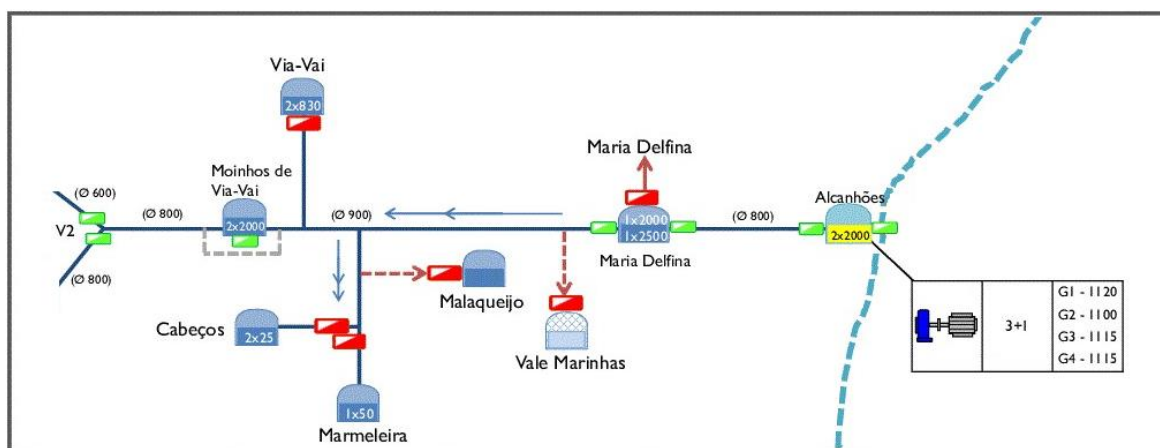 Via-Vai
2x830
Maria Delfina
Moinhos de
Via-Vai
Alcanhões
(Ø 600)
(Ø 800)
(Ø 900)
(Ø 800)
1x2000
1x2500
2x2000
2x2000
V2
Maria Delfina
(Ø 800)
Malaqueijo
Cabeços
2x25
Vale Marinhas
1x50
Marmeleira
3+1
G1 - 1120
G2 - 1100
G3 - 1115
G4 - 1115